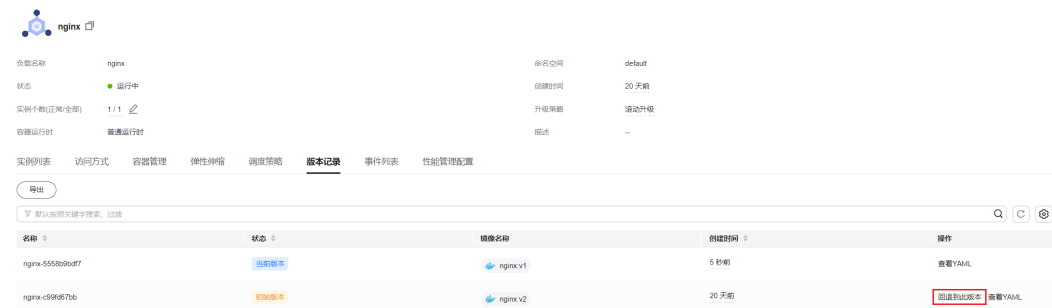 nginx
负载名称 nginx 命名空间 default
状态 运行中 创建时间 20 天前
实例个数(正常/全部) 1 / 1 升级策略 滚动升级
容器运行时 普通运行时 描述 --
实例列表 访问方式 容器管理 弹性伸缩 调度策略 版本记录 事件列表 性能管理配置
导出
默认按照关键字搜索、过滤
名称 状态 镜像名称 创建时间 操作
nginx-5558b9bdf7 当前版本 nginx:v1 5 秒前 查看YAML
nginx-c99fd67bb 初始版本 nginx:v2 20 天前 回退到此版本 查看YAML